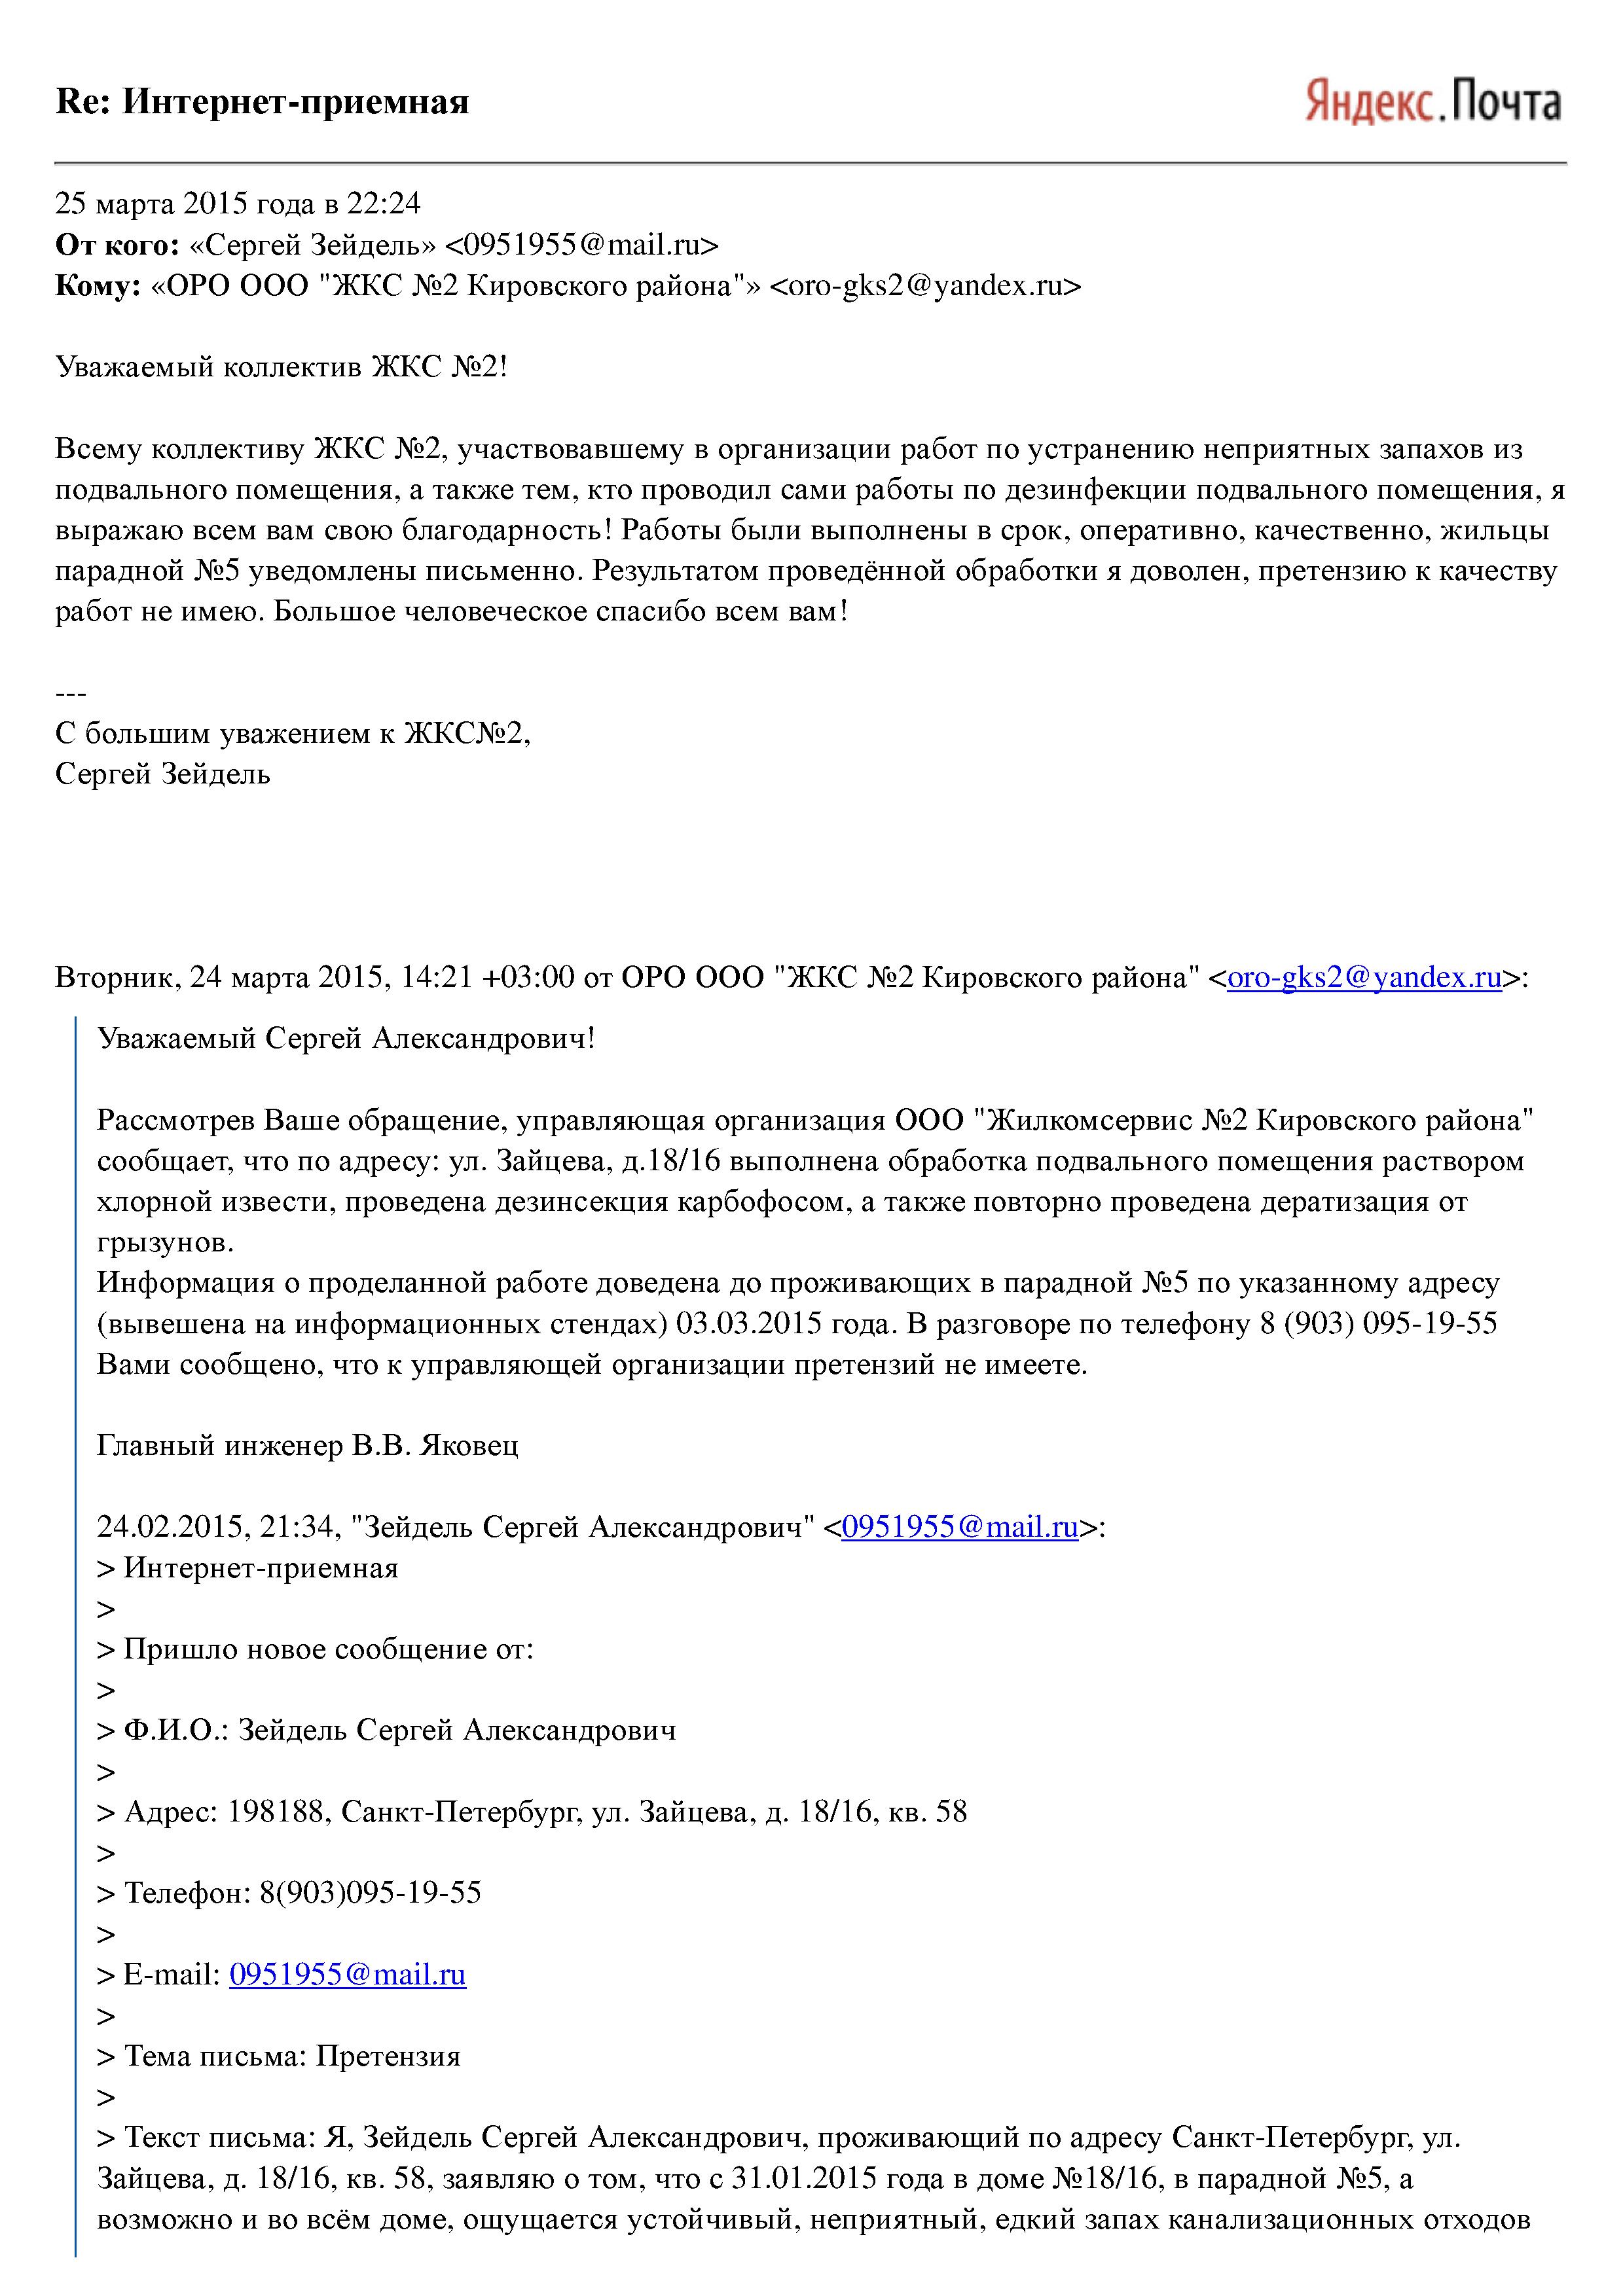 Re: Интернет-приемная
Яндекс.Почта
25 марта 2015 года в 22:24
От кого: «Сергей Зейдель» <0951955@mail.ru>
Кому: «ОРО ООО "ЖКС №2 Кировского района"» <oro-gks2@yandex.ru>
Уважаемый коллектив ЖКС №2!
Всему коллективу ЖКС №2, участвовавшему в организации работ по устранению неприятных запахов из
подвального помещения, а также тем, кто проводил сами работы по дезинфекции подвального помещения, я
выражаю всем вам свою благодарность! Работы были выполнены в срок, оперативно, качественно, жильцы
парадной №5 уведомлены письменно. Результатом проведённой обработки я доволен, претензию к качеству
работ не имею. Большое человеческое спасибо всем вам!
---
С большим уважением к ЖКС№2,
Сергей Зейдель
Вторник, 24 марта 2015, 14:21 +03:00 от ОРО ООО "ЖКС №2 Кировского района" <oro-gks2@yandex.ru>:
Уважаемый Сергей Александрович!
Рассмотрев Ваше обращение, управляющая организация ООО "Жилкомсервис №2 Кировского района"
сообщает, что по адресу: ул. Зайцева, д.18/16 выполнена обработка подвального помещения раствором
хлорной извести, проведена дезинсекция карбофосом, а также повторно проведена дератизация от
грызунов.
Информация о проделанной работе доведена до проживающих в парадной №5 по указанному адресу
(вывешена на информационных стендах) 03.03.2015 года. В разговоре по телефону 8 (903) 095-19-55
Вами сообщено, что к управляющей организации претензий не имеете.
Главный инженер В.В. Яковец
24.02.2015, 21:34, "Зейдель Сергей Александрович" <0951955@mail.ru>:
> Интернет-приемная
>
> Пришло новое сообщение от:
>
> Ф.И.О.: Зейдель Сергей Александрович
>
> Адрес: 198188, Санкт-Петербург, ул. Зайцева, д. 18/16, кв. 58
>
> Телефон: 8(903)095-19-55
>
> E-mail: 0951955@mail.ru
>
> Тема письма: Претензия
>
> Текст письма: Я, Зейдель Сергей Александрович, проживающий по адресу Санкт-Петербург, ул.
Зайцева, д. 18/16, кв. 58, заявляю о том, что с 31.01.2015 года в доме №18/16, в парадной №5, а
возможно и во всём доме, ощущается устойчивый, неприятный, едкий запах канализационных отходов